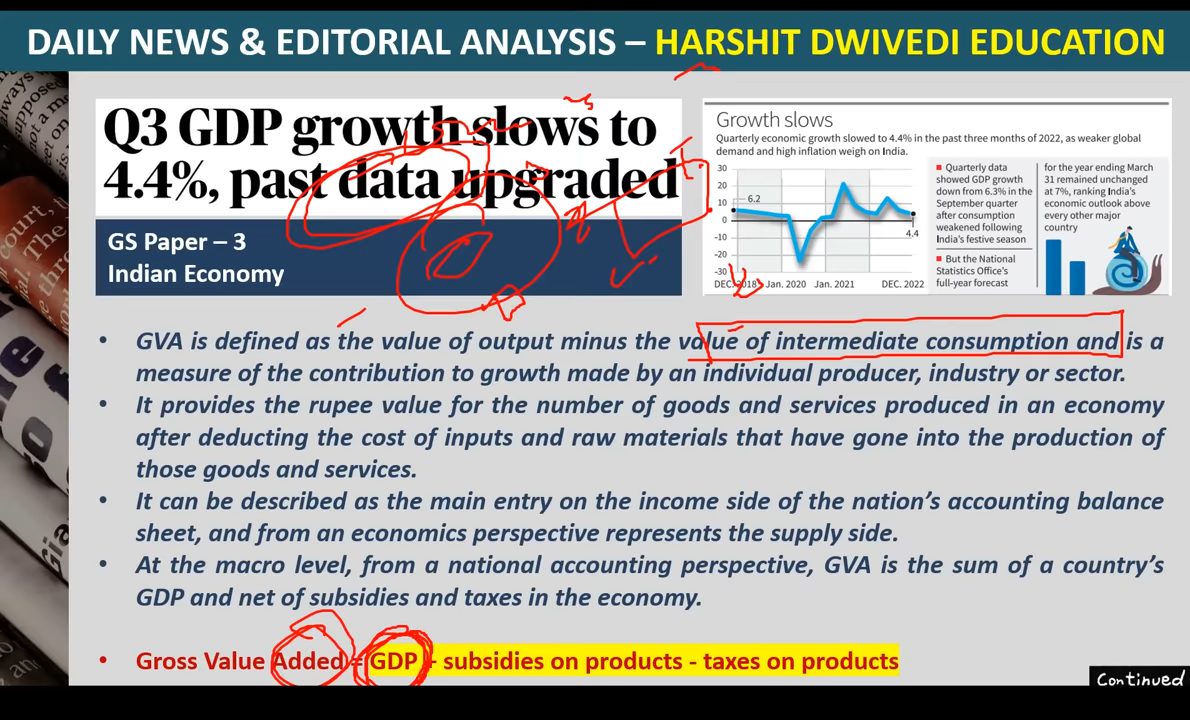 DAILY NEWS & EDITORIAL ANALYSIS – HARSHIT DWIVEDI EDUCATION
Q3 GDP growth slows to
4.4%, past data upgraded
GS Paper – 3
Indian Economy
Growth slows
Quarterly economic growth slowed to 4.4% in the past three months of 2022, as weaker global
demand and high inflation weigh on India.
30
20
10
0
-10
-20
-30
6.2
4.4
DEC. 2018
Jan. 2020
Jan. 2021
DEC. 2022
Quarterly data
showed GDP growth
down from 6.3% in the
September quarter
after consumption
weakened following
India's festive season
But the National
Statistics Office's
full-year forecast
for the year ending March
31 remained unchanged
at 7%, ranking India's
economic outlook above
every other major
country
• GVA is defined as the value of output minus the value of intermediate consumption and is a
measure of the contribution to growth made by an individual producer, industry or sector.
• It provides the rupee value for the number of goods and services produced in an economy
after deducting the cost of inputs and raw materials that have gone into the production of
those goods and services.
• It can be described as the main entry on the income side of the nation's accounting balance
sheet, and from an economics perspective represents the supply side.
• At the macro level, from a national accounting perspective, GVA is the sum of a country's
GDP and net of subsidies and taxes in the economy.
• Gross Value Added = GDP + subsidies on products - taxes on products
Continued